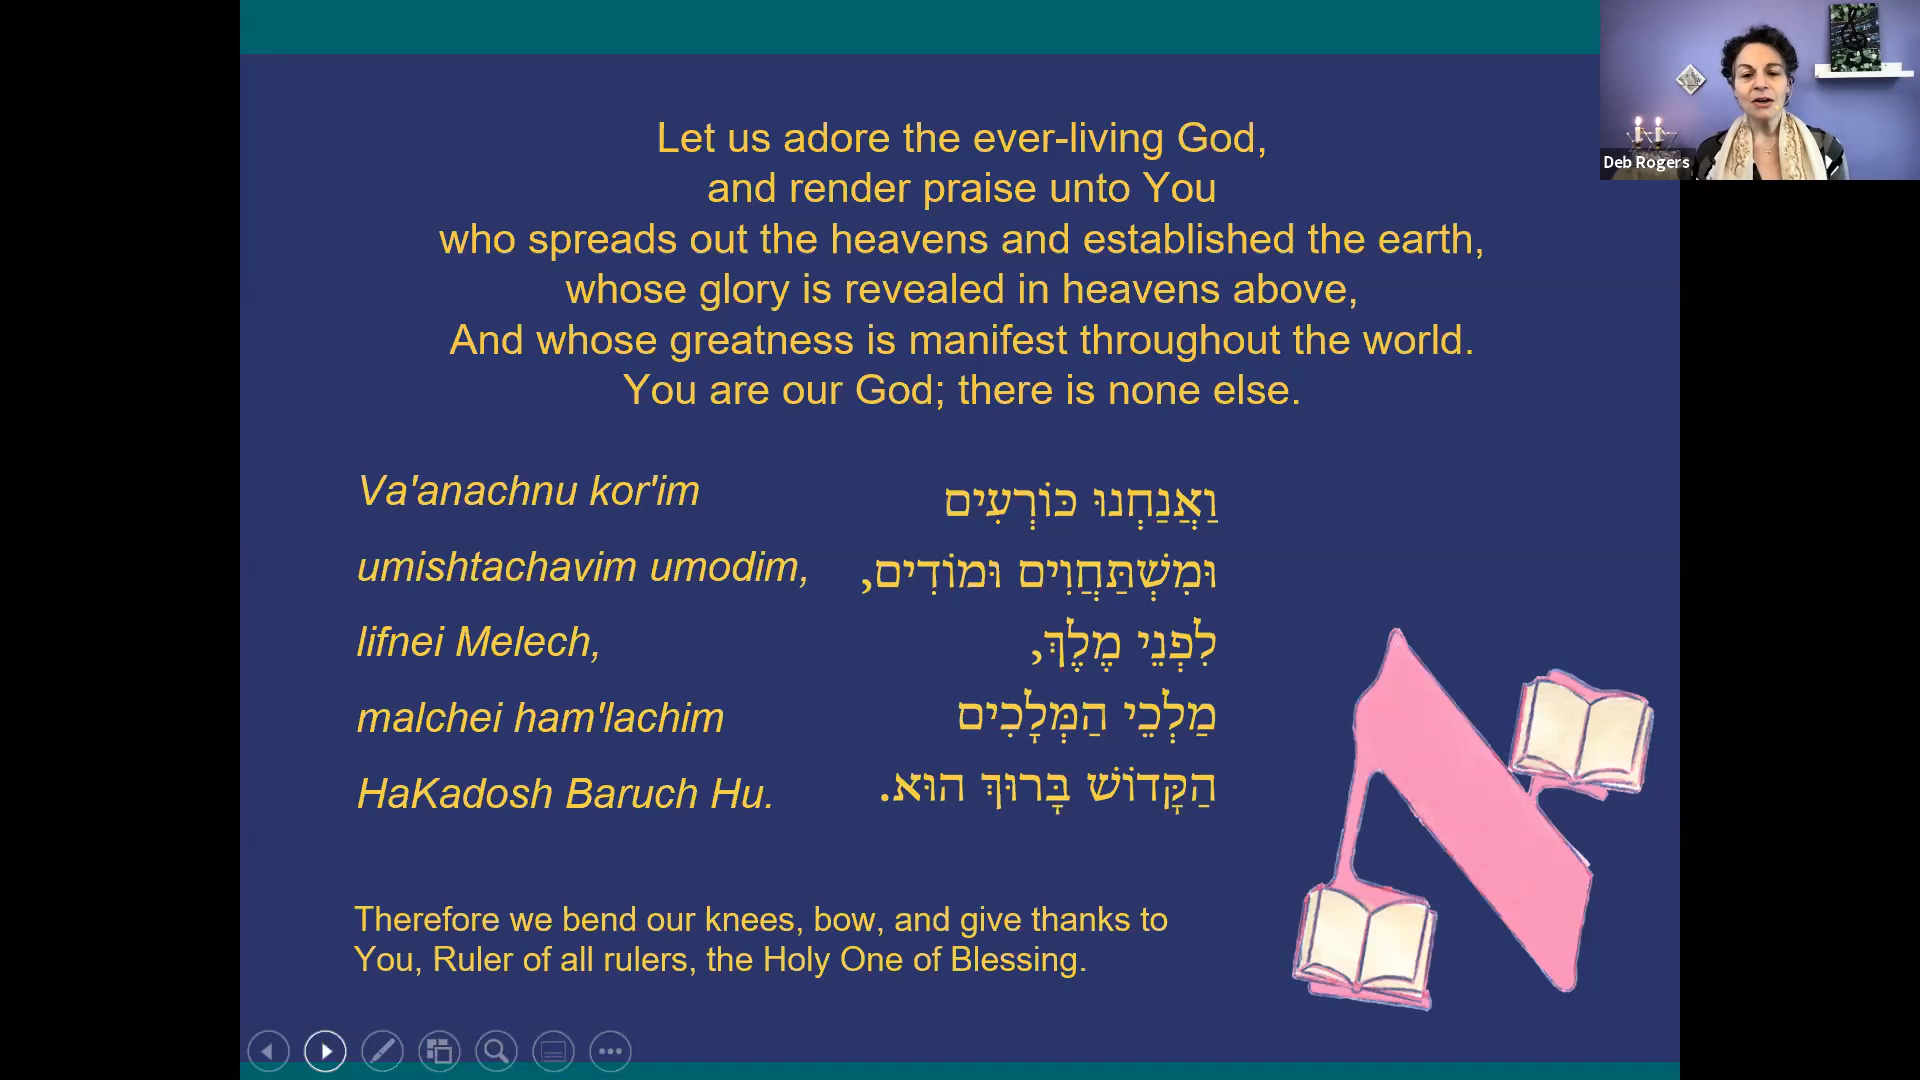 Let us adore the ever-living God,
and render praise unto You
who spreads out the heavens and established the earth,
whose glory is revealed in heavens above,
And whose greatness is manifest throughout the world.
You are our God; there is none else.
Va'anachnu kor'im
umishtachavim umodim,
lifnei Melech,
malchei ham'lachim
HaKadosh Baruch Hu.
וַאֲנַחְנוּ כּוֹרְעִים
וּמִשְׁתַּחֲוִים וּמוֹדִים,
לִפְנֵי מֶלֶךְ,
מַלְכֵי הַמְּלָכִים
הַקָּדוֹשׁ בָּרוּךְ הוּא.
Therefore we bend our knees, bow, and give thanks to
You, Ruler of all rulers, the Holy One of Blessing.
א
Deb Rogers